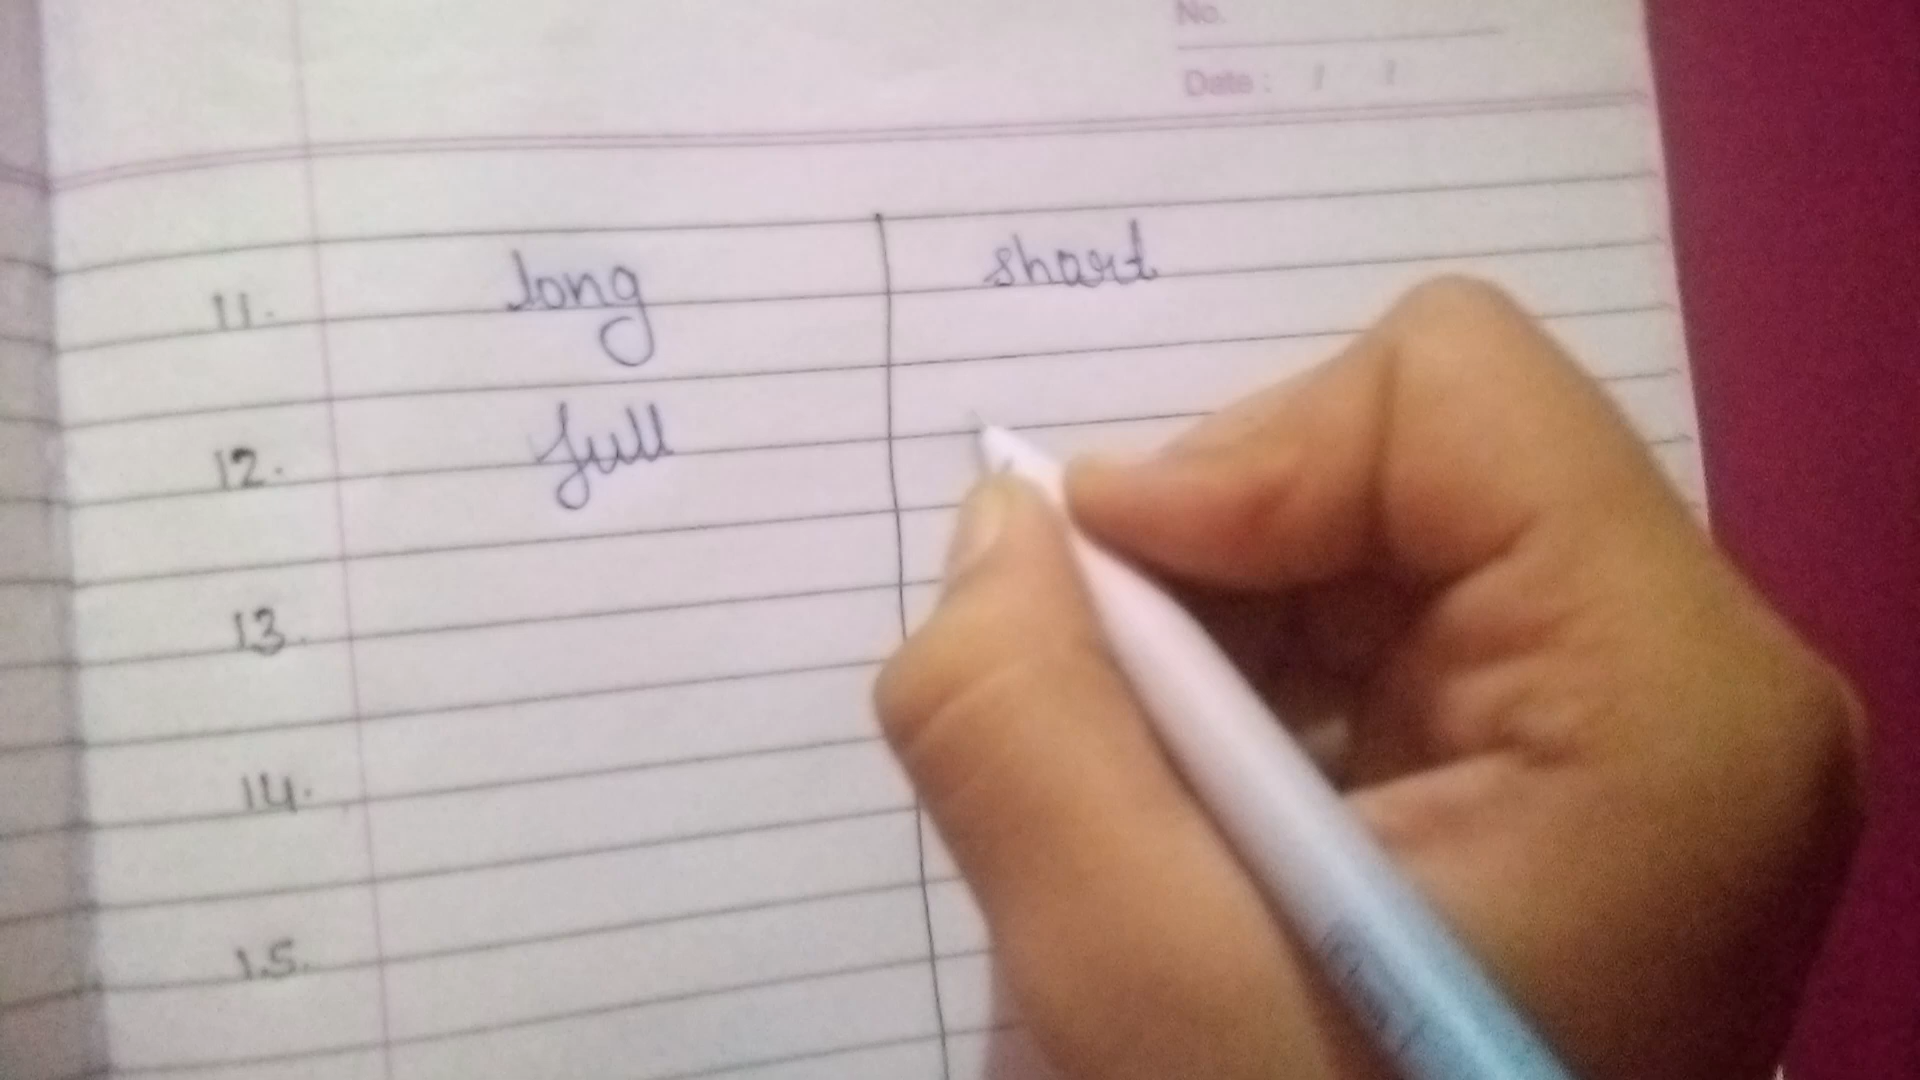 No.
Date : / /
11. long short
12. full
13.
14.
15.